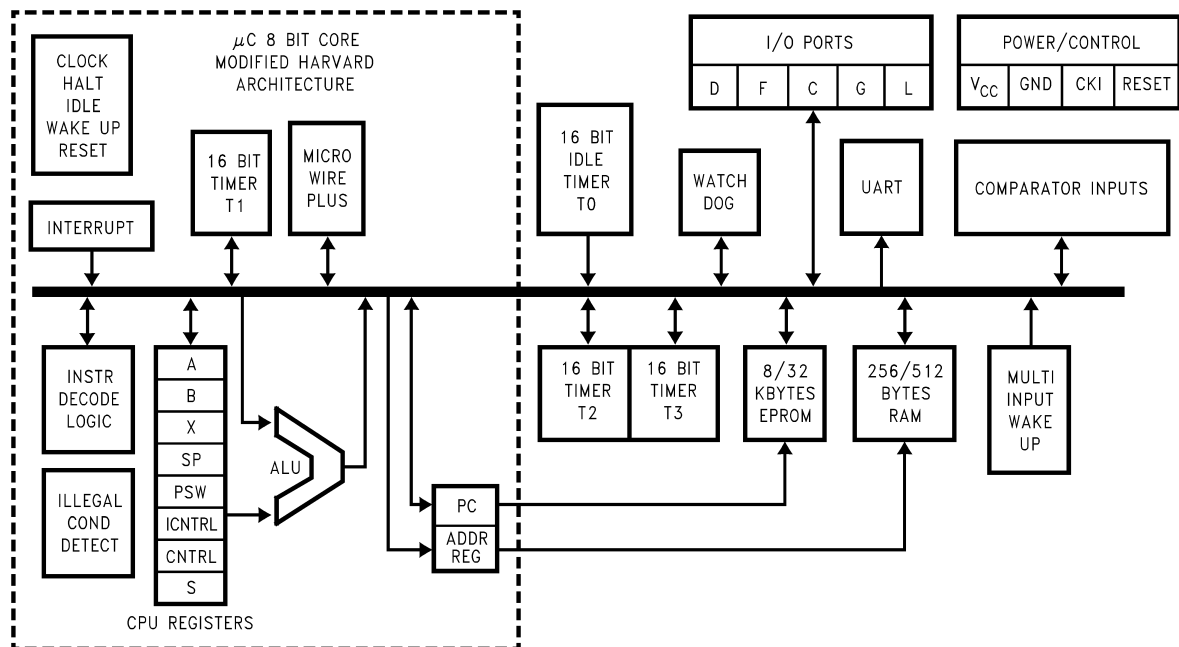 μC 8 BIT CORE
MODIFIED HARVARD
ARCHITECTURE
CLOCK
HALT
IDLE
WAKE UP
RESET
INTERRUPT
16 BIT
TIMER
T1
MICRO
WIRE
PLUS
16 BIT
IDLE
TIMER
T0
WATCH
DOG
I/O PORTS
D F C G L
UART
POWER/CONTROL
VCC GND CKI RESET
COMPARATOR INPUTS
INSTR
DECODE
LOGIC
ILLEGAL
COND
DETECT
A
B
X
SP
PSW
ICNTRL
CNTRL
S
CPU REGISTERS
ALU
PC
ADDR
REG
16 BIT
TIMER
T2
16 BIT
TIMER
T3
8/32
KBYTES
EPROM
256/512
BYTES
RAM
MULTI
INPUT
WAKE
UP